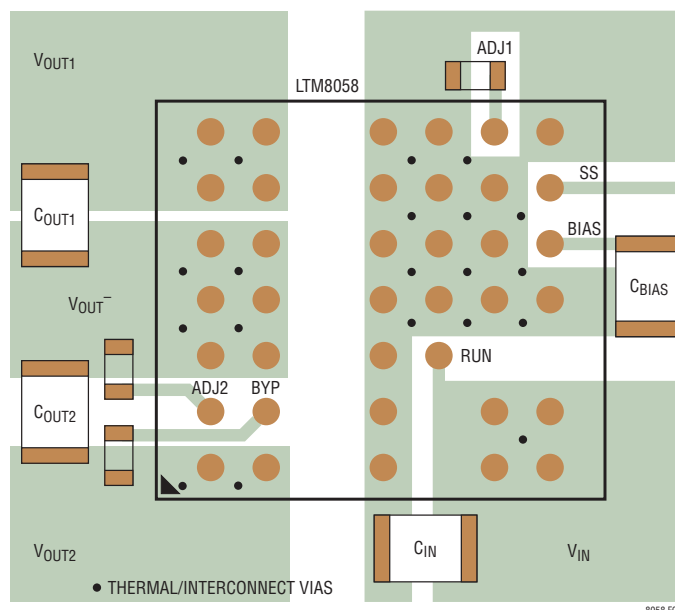 VOUT1
ADJ1
LTM8058
SS
COUT1
BIAS
CBIAS
VOUT–
RUN
ADJ2 BYP
COUT2
CIN
VOUT2
VIN
• THERMAL/INTERCONNECT VIAS